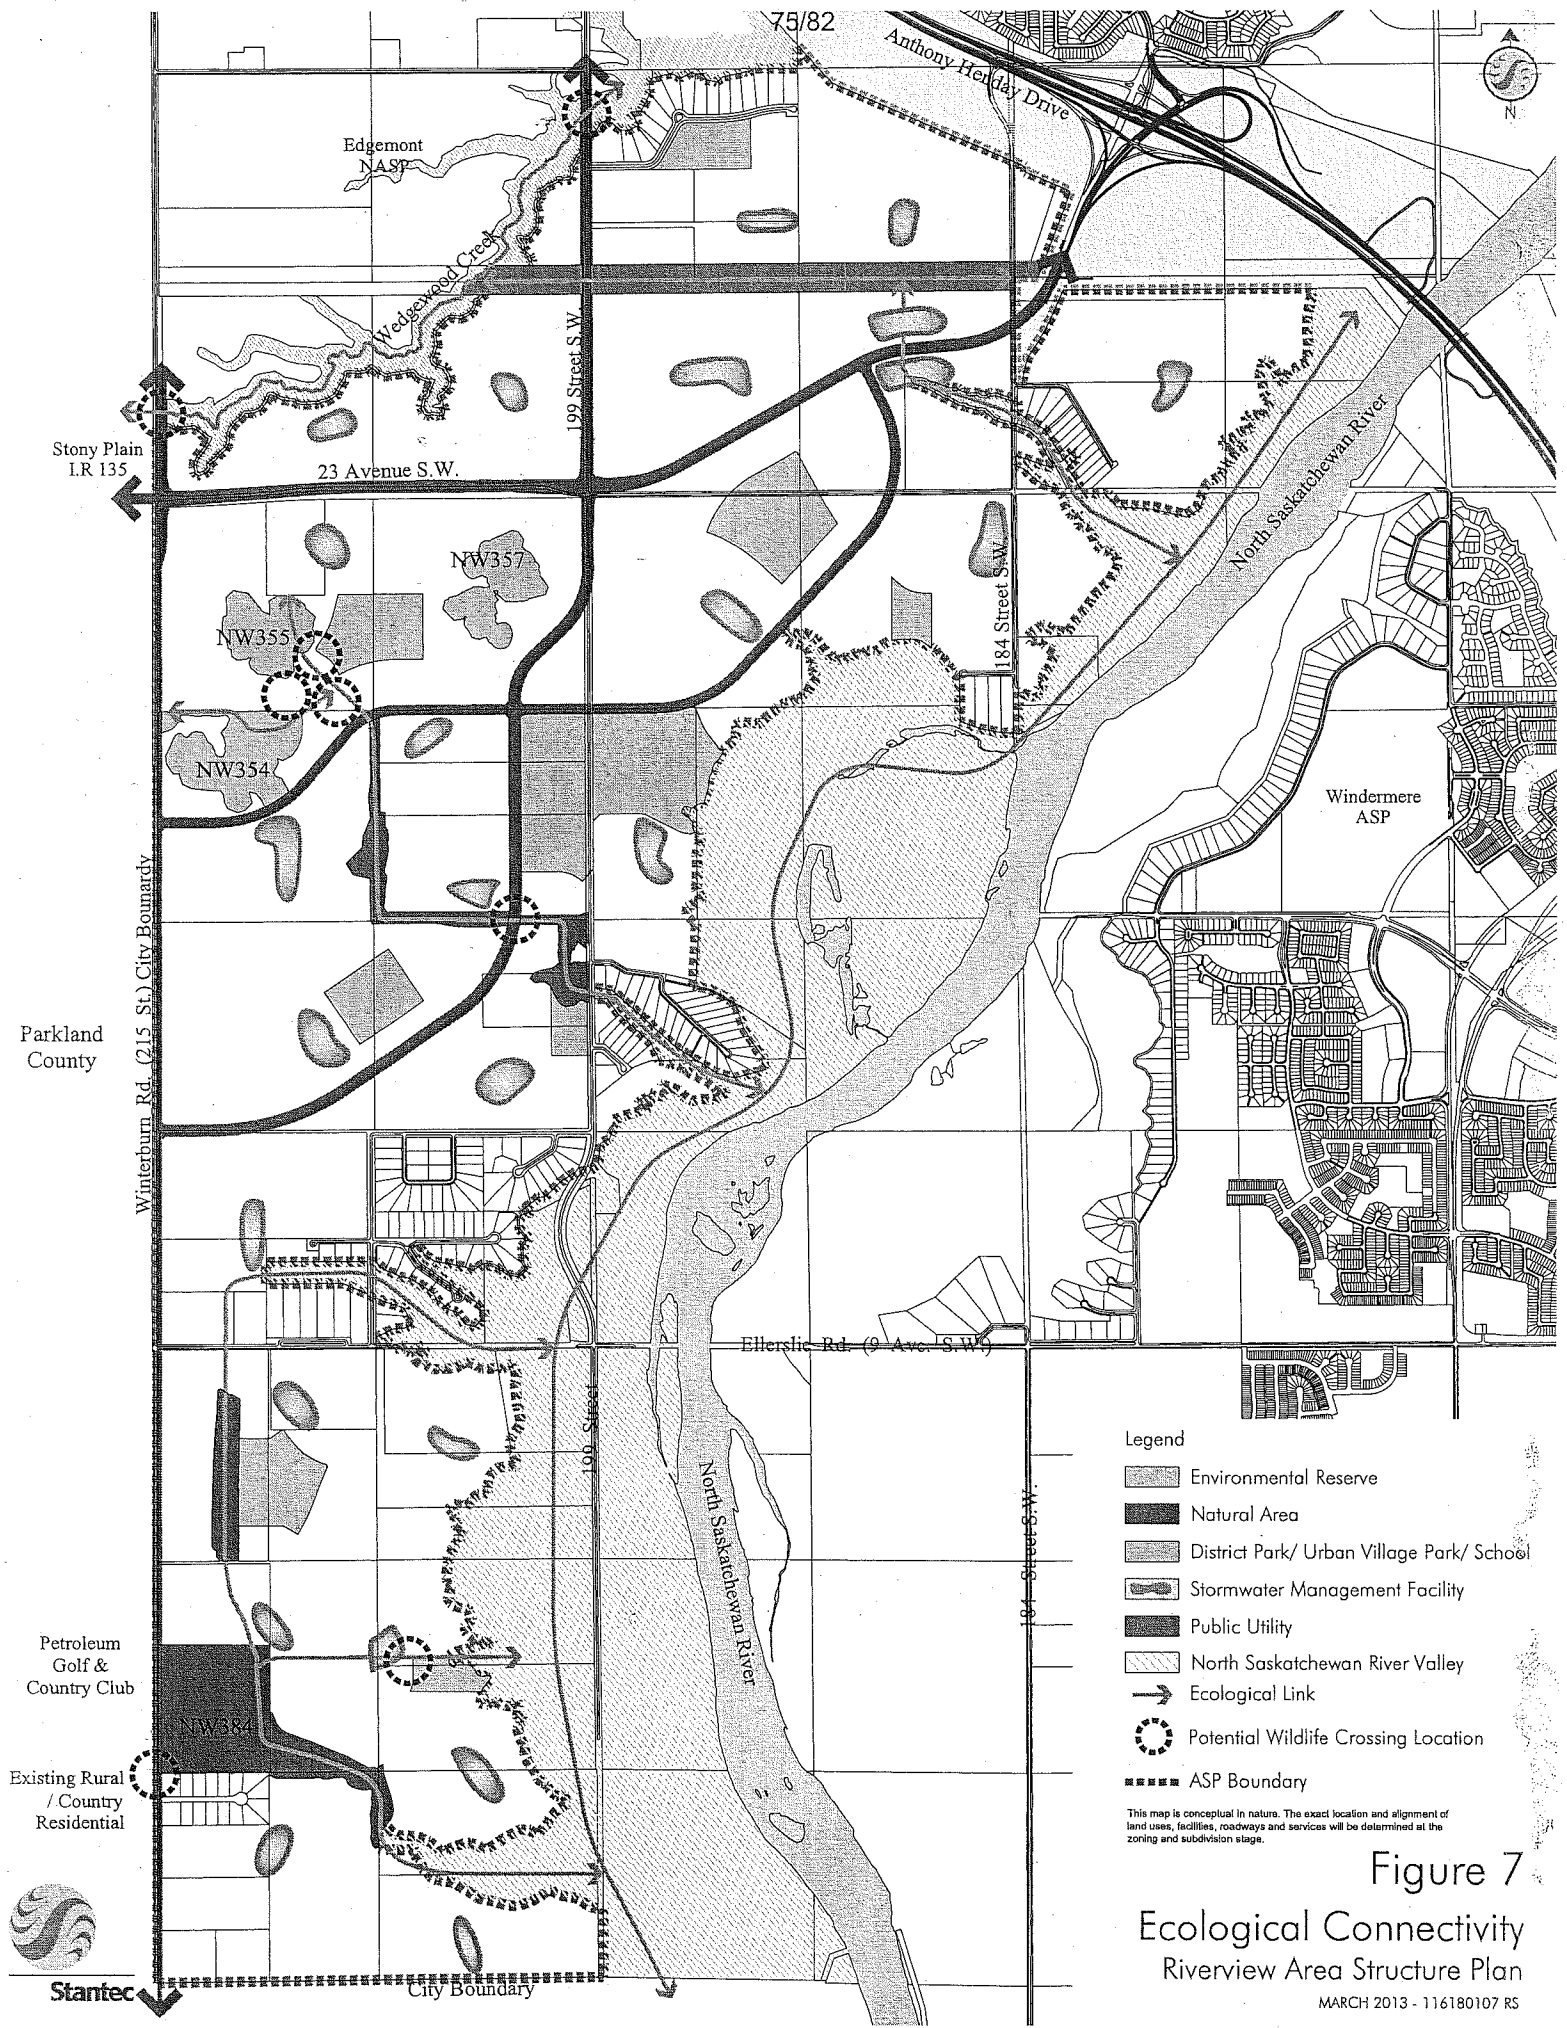 75/82
Anthony Henday Drive
N
Edgemont
NASP
Wedgewood Creek
199 Street S.W.
Stony Plain
I.R 135
23 Avenue S.W.
North Saskatchewan River
NW357
NW355
184 Street S.W.
NW354
Windermere
ASP
Winterburn Rd. (215 St.) City Bounardy
Parkland
County
Ellerslie Rd. (9 Ave. S.W.)
199 Street
North Saskatchewan River
184 Street S.W.
Petroleum
Golf &
Country Club
NW384
Existing Rural
/ Country
Residential
City Boundary
Stantec
Legend
Environmental Reserve
Natural Area
District Park/ Urban Village Park/ School
Stormwater Management Facility
Public Utility
North Saskatchewan River Valley
Ecological Link
Potential Wildlife Crossing Location
ASP Boundary
This map is conceptual in nature. The exact location and alignment of
land uses, facilities, roadways and services will be determined at the
zoning and subdivision stage.
Figure 7
Ecological Connectivity
Riverview Area Structure Plan
MARCH 2013 - 116180107 RS